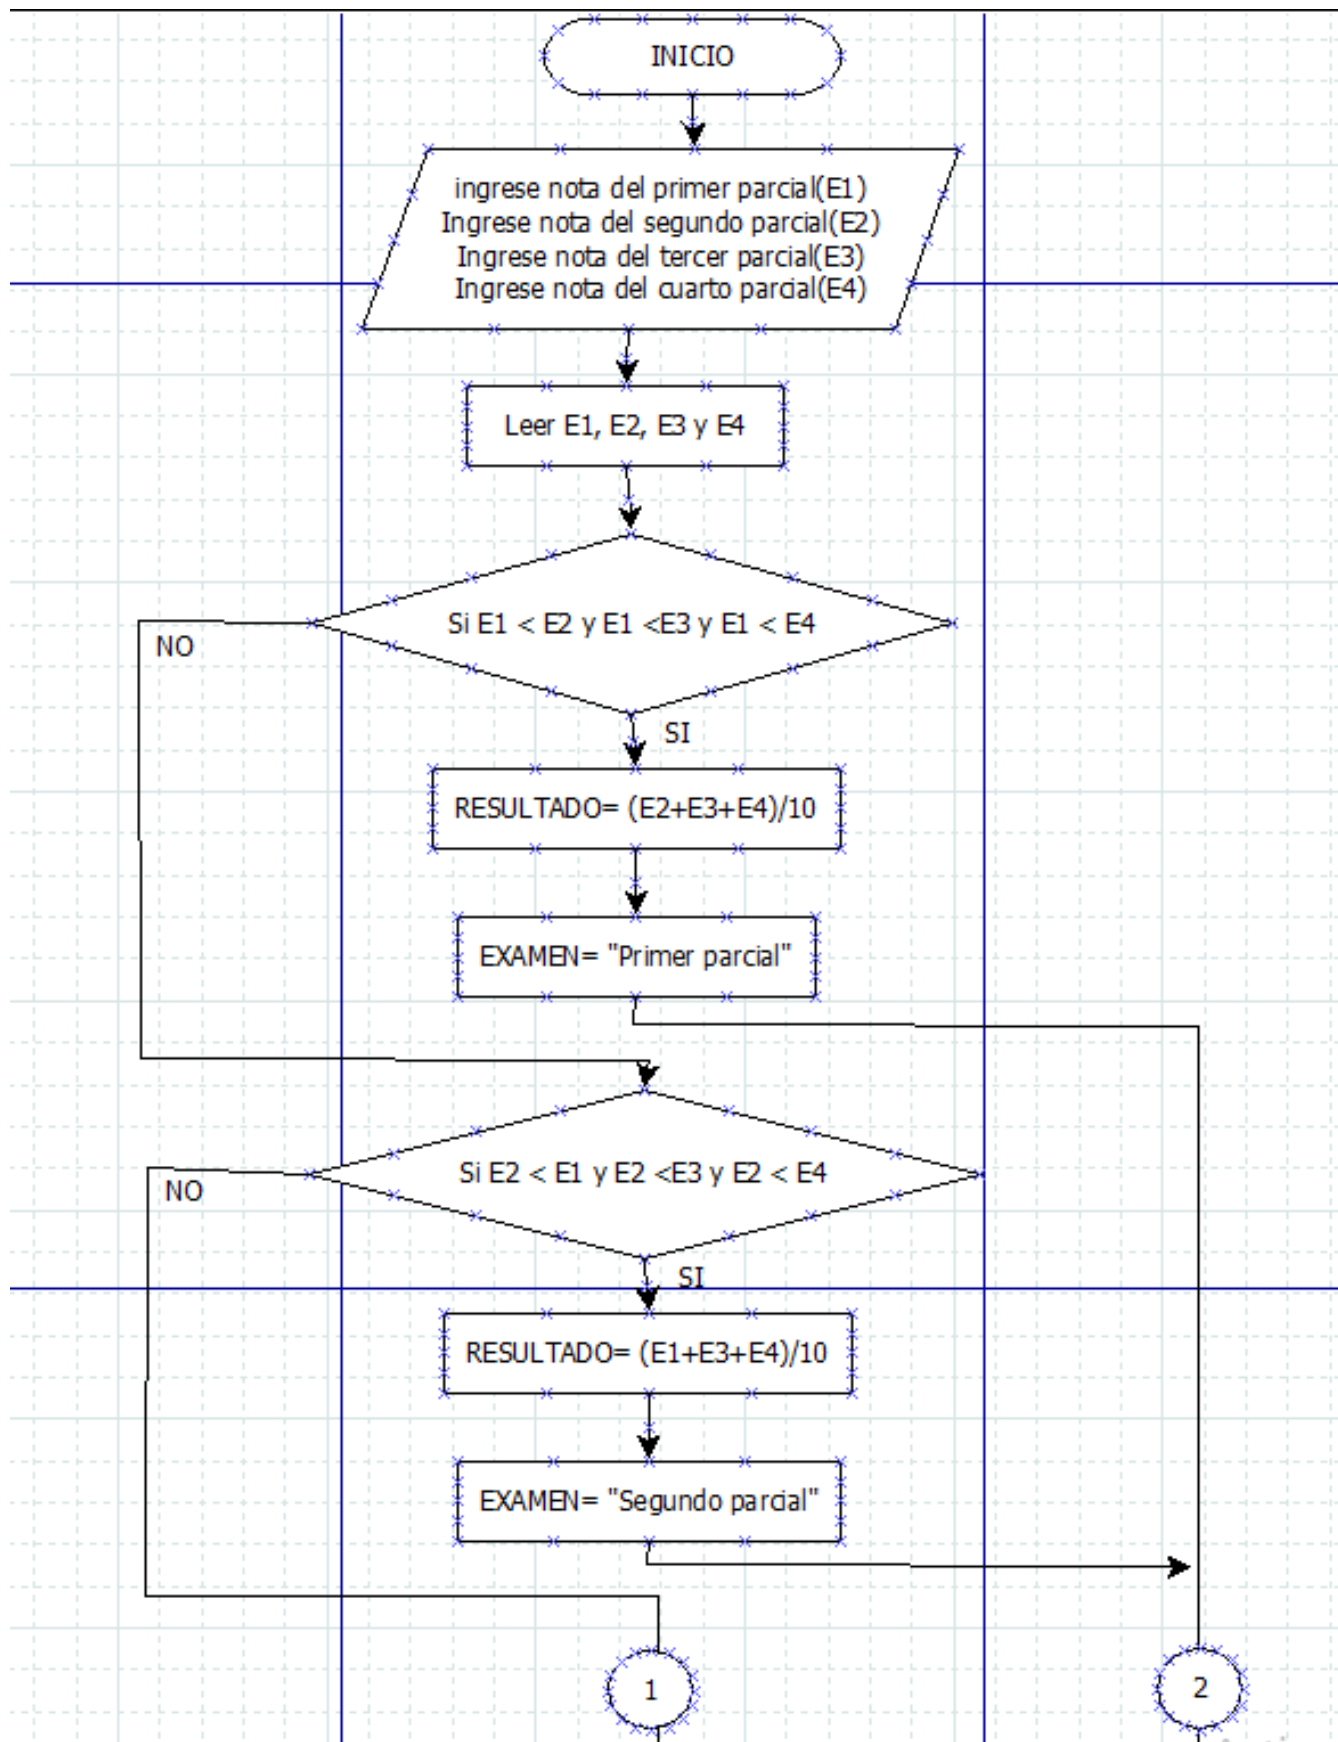 INICIO
ingrese nota del primer parcial(E1)
Ingrese nota del segundo parcial(E2)
Ingrese nota del tercer parcial(E3)
Ingrese nota del cuarto parcial(E4)
Leer E1, E2, E3 y E4
Si E1 < E2 y E1 <E3 y E1 < E4
NO
SI
RESULTADO= (E2+E3+E4)/10
EXAMEN= "Primer parcial"
Si E2 < E1 y E2 <E3 y E2 < E4
NO
SI
RESULTADO= (E1+E3+E4)/10
EXAMEN= "Segundo parcial"
1
2